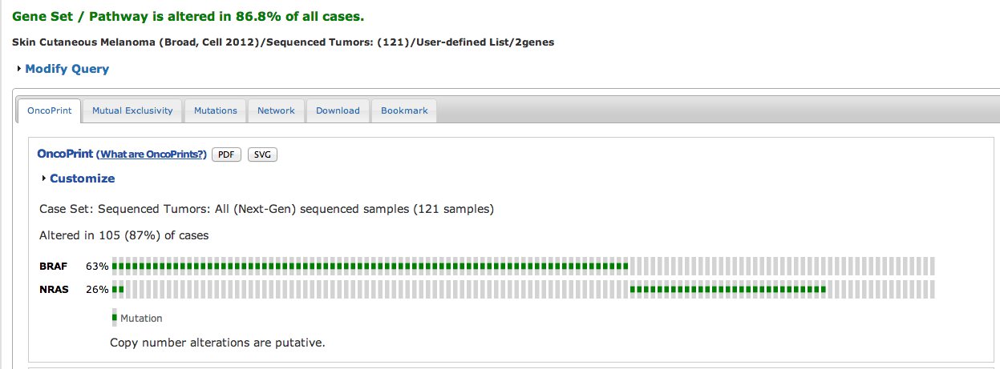 Gene Set / Pathway is altered in 86.8% of all cases.
Skin Cutaneous Melanoma (Broad, Cell 2012)/Sequenced Tumors: (121)/User-defined List/2genes
Modify Query
OncoPrint Mutual Exclusivity Mutations Network Download Bookmark
OncoPrint (What are OncoPrints?) PDF SVG
Customize
Case Set: Sequenced Tumors: All (Next-Gen) sequenced samples (121 samples)
Altered in 105 (87%) of cases
BRAF 63%
NRAS 26%
Mutation
Copy number alterations are putative.